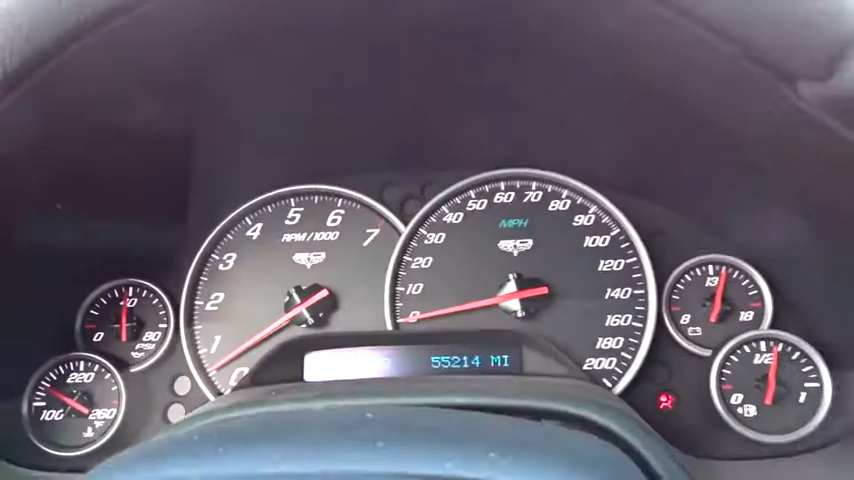 0 1 2 3 4 5 6 7
RPM/1000
0 10 20 30 40 50 60 70 80 90 100 120 140 160 180 200
MPH
55214 MI
0 80
PSI
100 220 260
°F
8 13 18
0 1/2 1